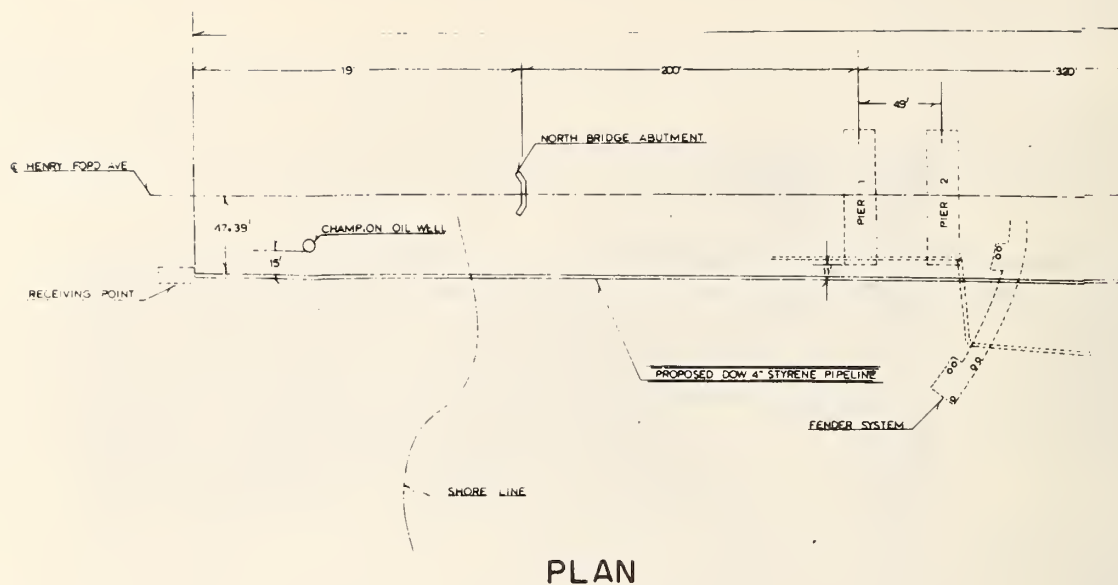 19'
200'
320'
49'
NORTH BRIDGE ABUTMENT
℄ HENRY FORD AVE
PIER 1
PIER 2
47.39'
CHAMPION OIL WELL
15'
11'
RECEIVING POINT
PROPOSED DOW 4" STYRENE PIPELINE
FENDER SYSTEM
SHORE LINE
PLAN